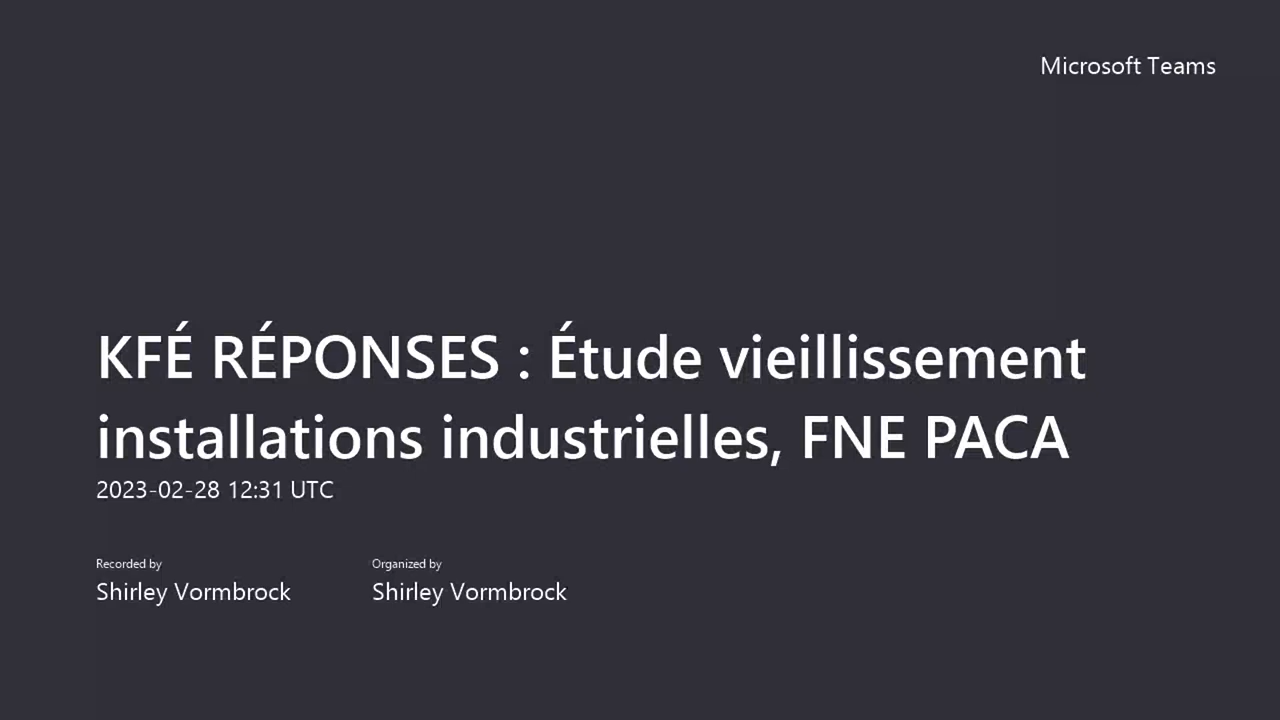 Microsoft Teams
KFÉ RÉPONSES : Étude vieillissement
installations industrielles, FNE PACA
2023-02-28 12:31 UTC
Recorded by
Shirley Vormbrock
Organized by
Shirley Vormbrock